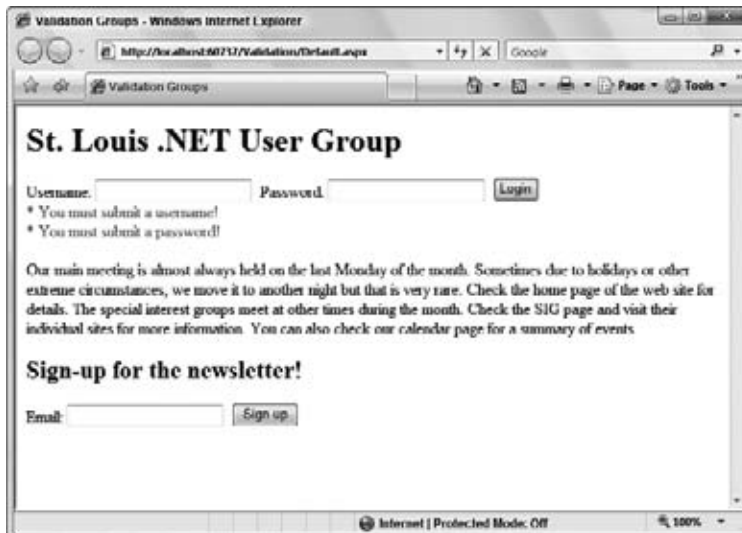 Validation Groups - Windows Internet Explorer
http://localhost:60737/Validation/Default.aspx
Google
Validation Groups
Page
Tools
St. Louis .NET User Group
Username: Password: Login
* You must submit a username!
* You must submit a password!
Our main meeting is almost always held on the last Monday of the month. Sometimes due to holidays or other
extreme circumstances, we move it to another night but that is very rare. Check the home page of the web site for
details. The special interest groups meet at other times during the month. Check the SIG page and visit their
individual sites for more information. You can also check our calendar page for a summary of events.
Sign-up for the newsletter!
Email: Sign up
Internet | Protected Mode: Off
100%